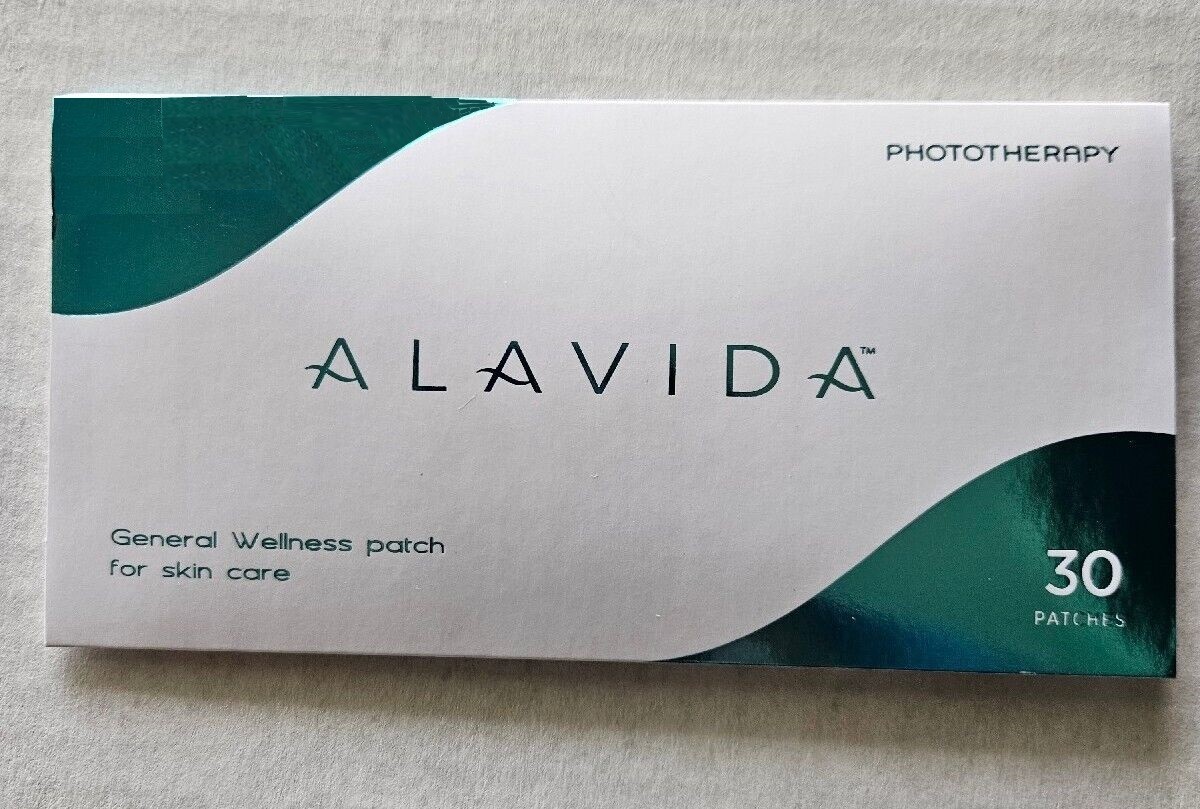 PHOTOTHERAPY
ALAVIDA™
General Wellness patch
for skin care
30
PATCHES